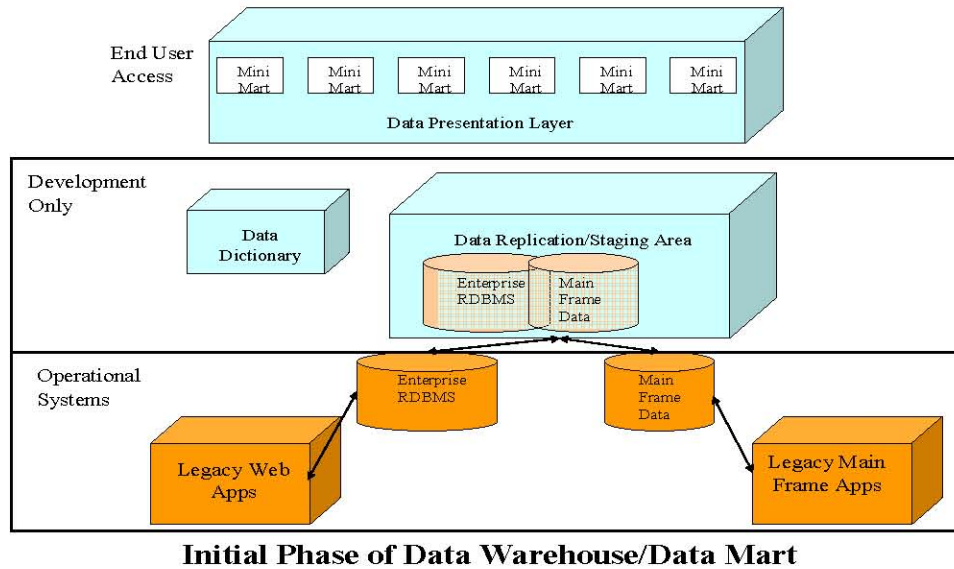 End User
Access
Mini
Mart
Mini
Mart
Mini
Mart
Mini
Mart
Mini
Mart
Mini
Mart
Data Presentation Layer
Development
Only
Data
Dictionary
Data Replication/Staging Area
Enterprise
RDBMS
Main
Frame
Data
Operational
Systems
Enterprise
RDBMS
Main
Frame
Data
Legacy Web
Apps
Legacy Main
Frame Apps
Initial Phase of Data Warehouse/Data Mart